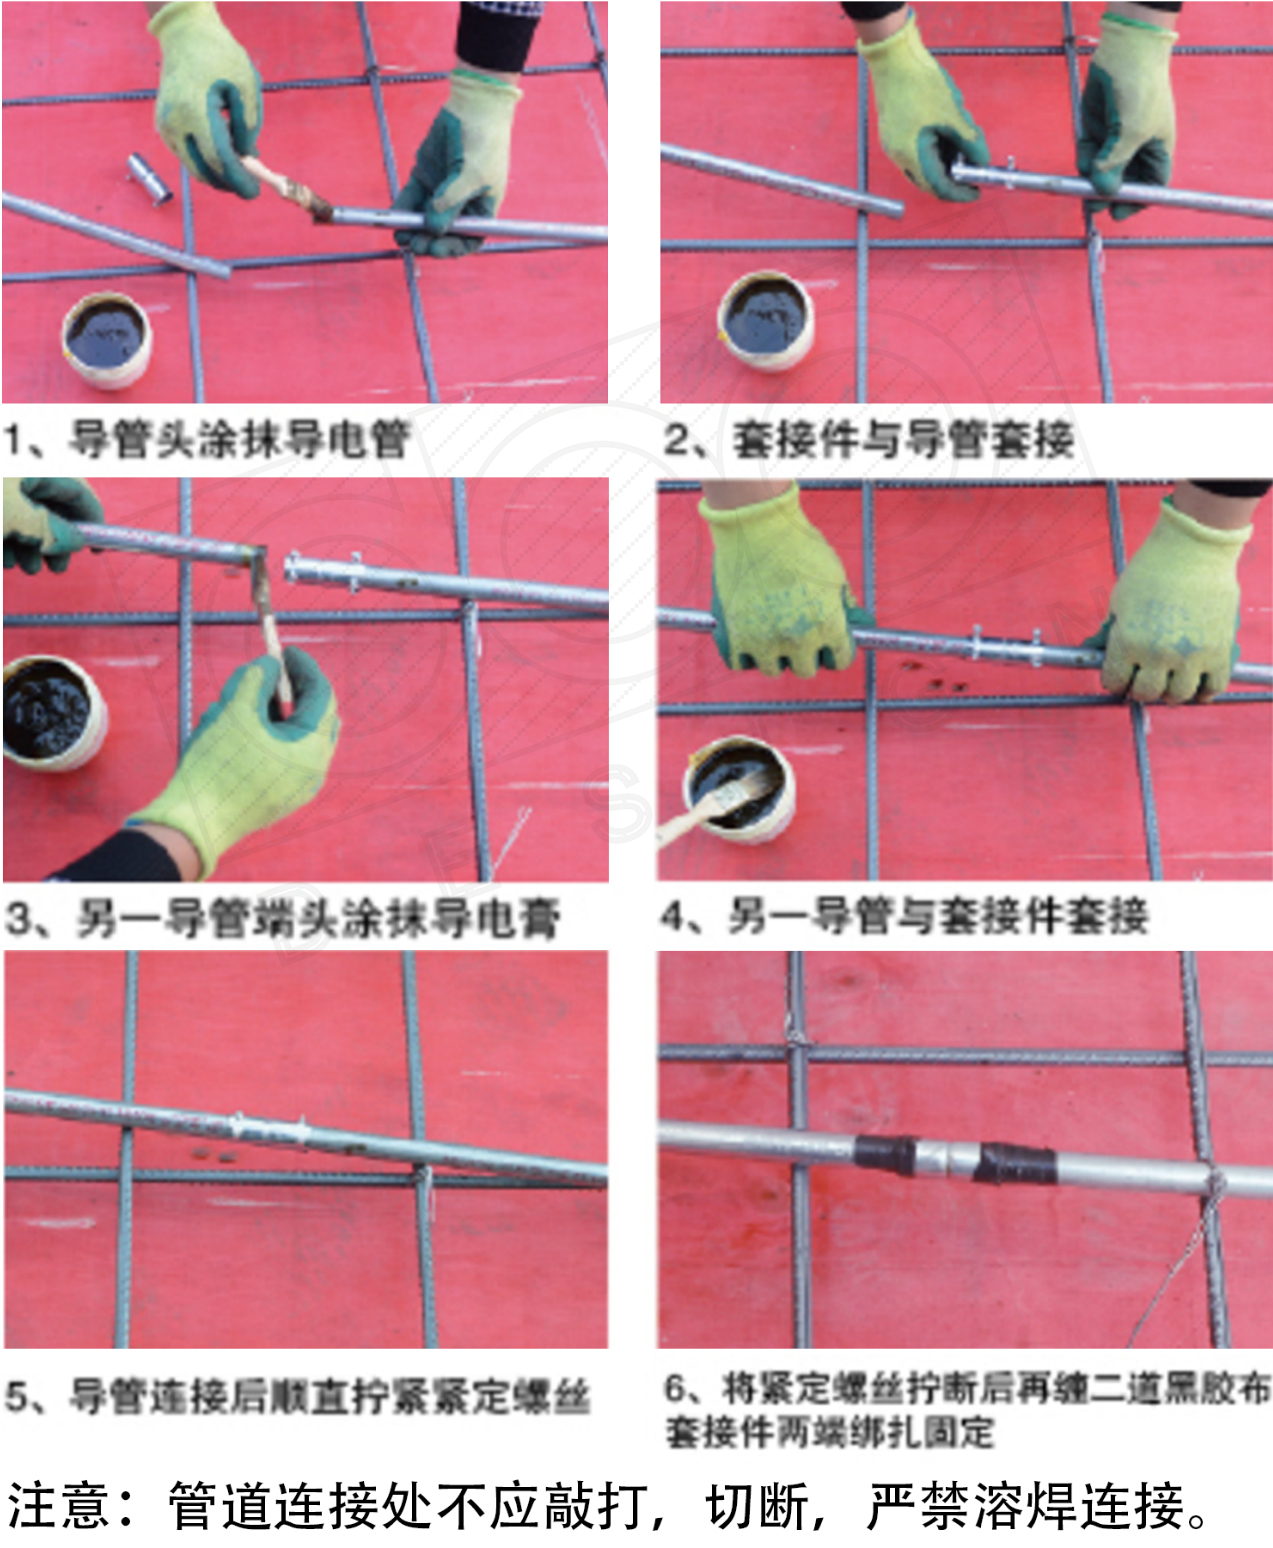 1、导管头涂抹导电管
2、套接件与导管套接
3、另一导管端头涂抹导电膏
4、另一导管与套接件套接
5、导管连接后顺直拧紧紧定螺丝
6、将紧定螺丝拧断后再缠二道黑胶布
套接件两端绑扎固定
注意：管道连接处不应敲打，切断，严禁溶焊连接。